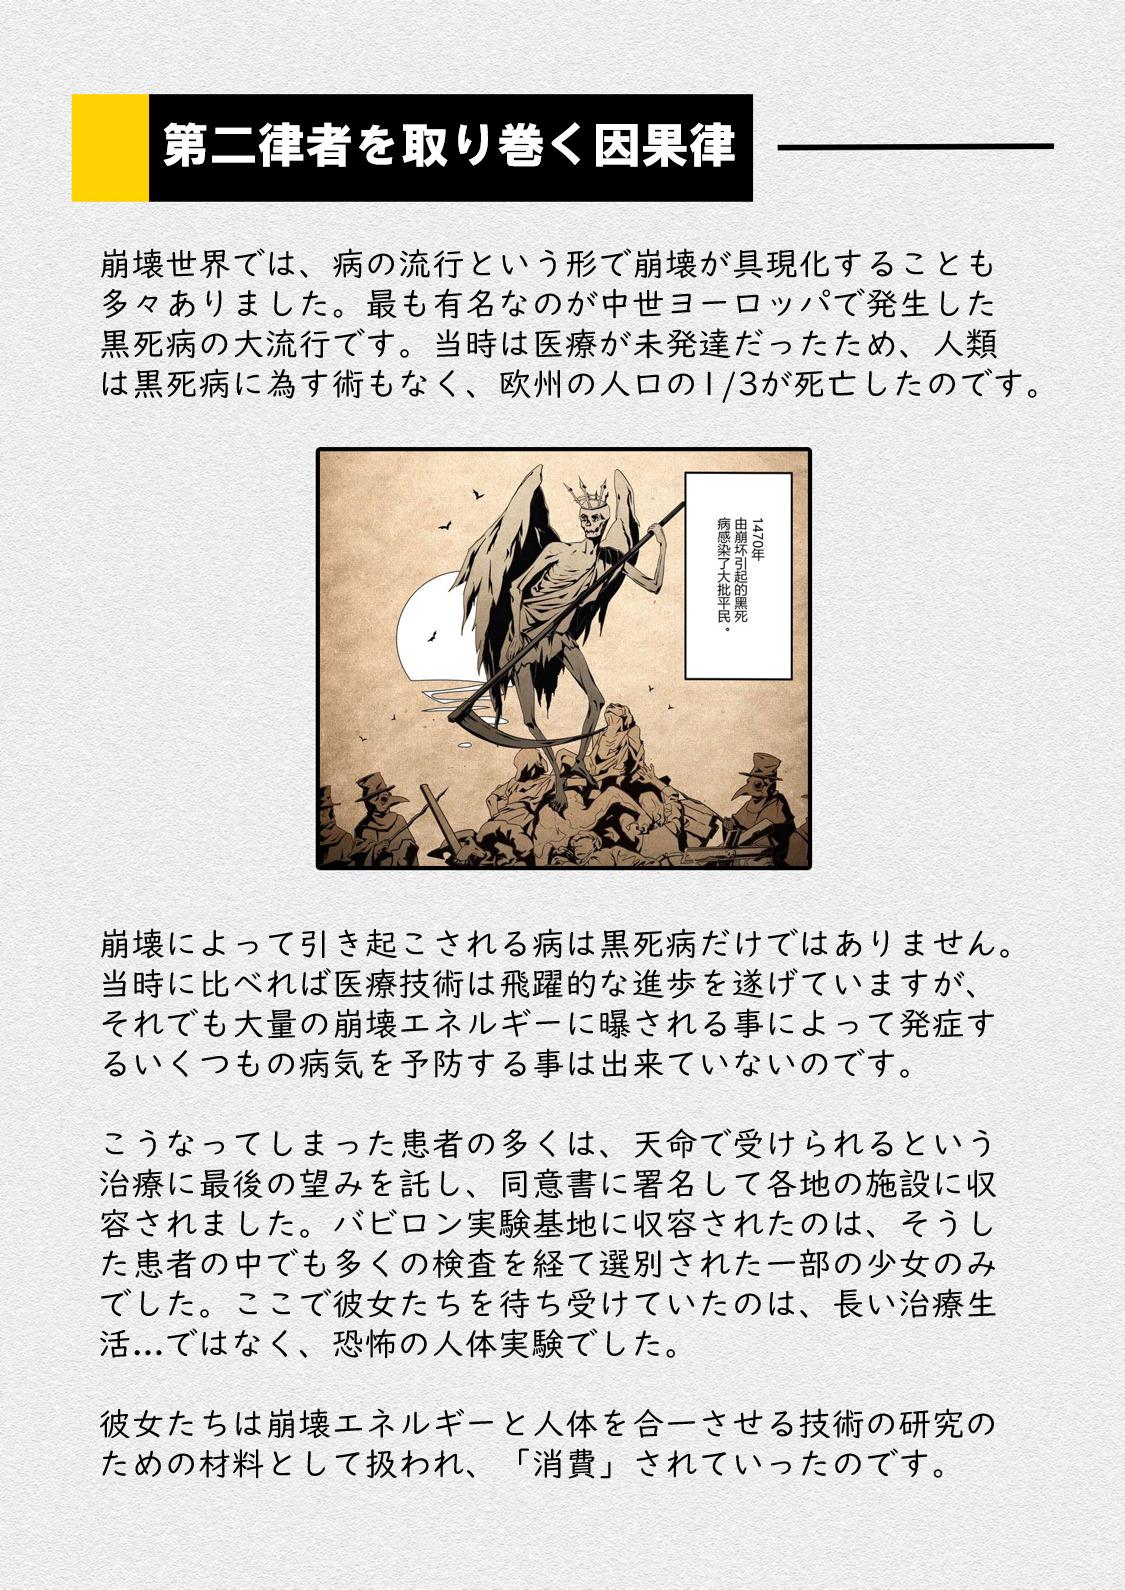 第二律者を取り巻く因果律
崩壊世界では、病の流行という形で崩壊が具現化することも
多々ありました。最も有名なのが中世ヨーロッパで発生した
黒死病の大流行です。当時は医療が未発達だったため、人類
は黒死病に為す術もなく、欧州の人口の1/3が死亡したのです。
1470年
由崩坏引起的黑死
病感染了大批平民。
崩壊によって引き起こされる病は黒死病だけではありません。
当時に比べれば医療技術は飛躍的な進歩を遂げていますが、
それでも大量の崩壊エネルギーに曝される事によって発症す
るいくつもの病気を予防する事は出来ていないのです。
こうなってしまった患者の多くは、天命で受けられるという
治療に最後の望みを託し、同意書に署名して各地の施設に収
容されました。バビロン実験基地に収容されたのは、そうし
た患者の中でも多くの検査を経て選別された一部の少女のみ
でした。ここで彼女たちを待ち受けていたのは、長い治療生
活…ではなく、恐怖の人体実験でした。
彼女たちは崩壊エネルギーと人体を合一させる技術の研究の
ための材料として扱われ、「消費」されていったのです。